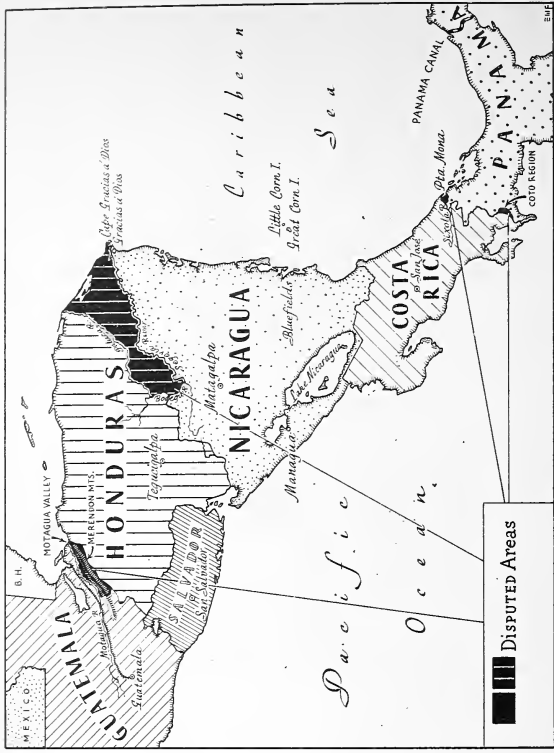 MEXICO
B.H.
GUATEMALA
Motagua R.
Guatemala
MOTAGUA VALLEY
MERENDON MTS.
HONDURAS
Tegucigalpa
SALVADOR
San Salvador
Cape Gracias á Dios
Gracias á Dios
Caribbean
Sea
NICARAGUA
Matagalpa
Managua
Lake Nicaragua
Bluefields
Little Corn I.
Great Corn I.
COSTA
RICA
San José
Pta. Mona
PANAMA CANAL
PANAMA
COTO REGION
Pacific
Ocean.
DISPUTED AREAS